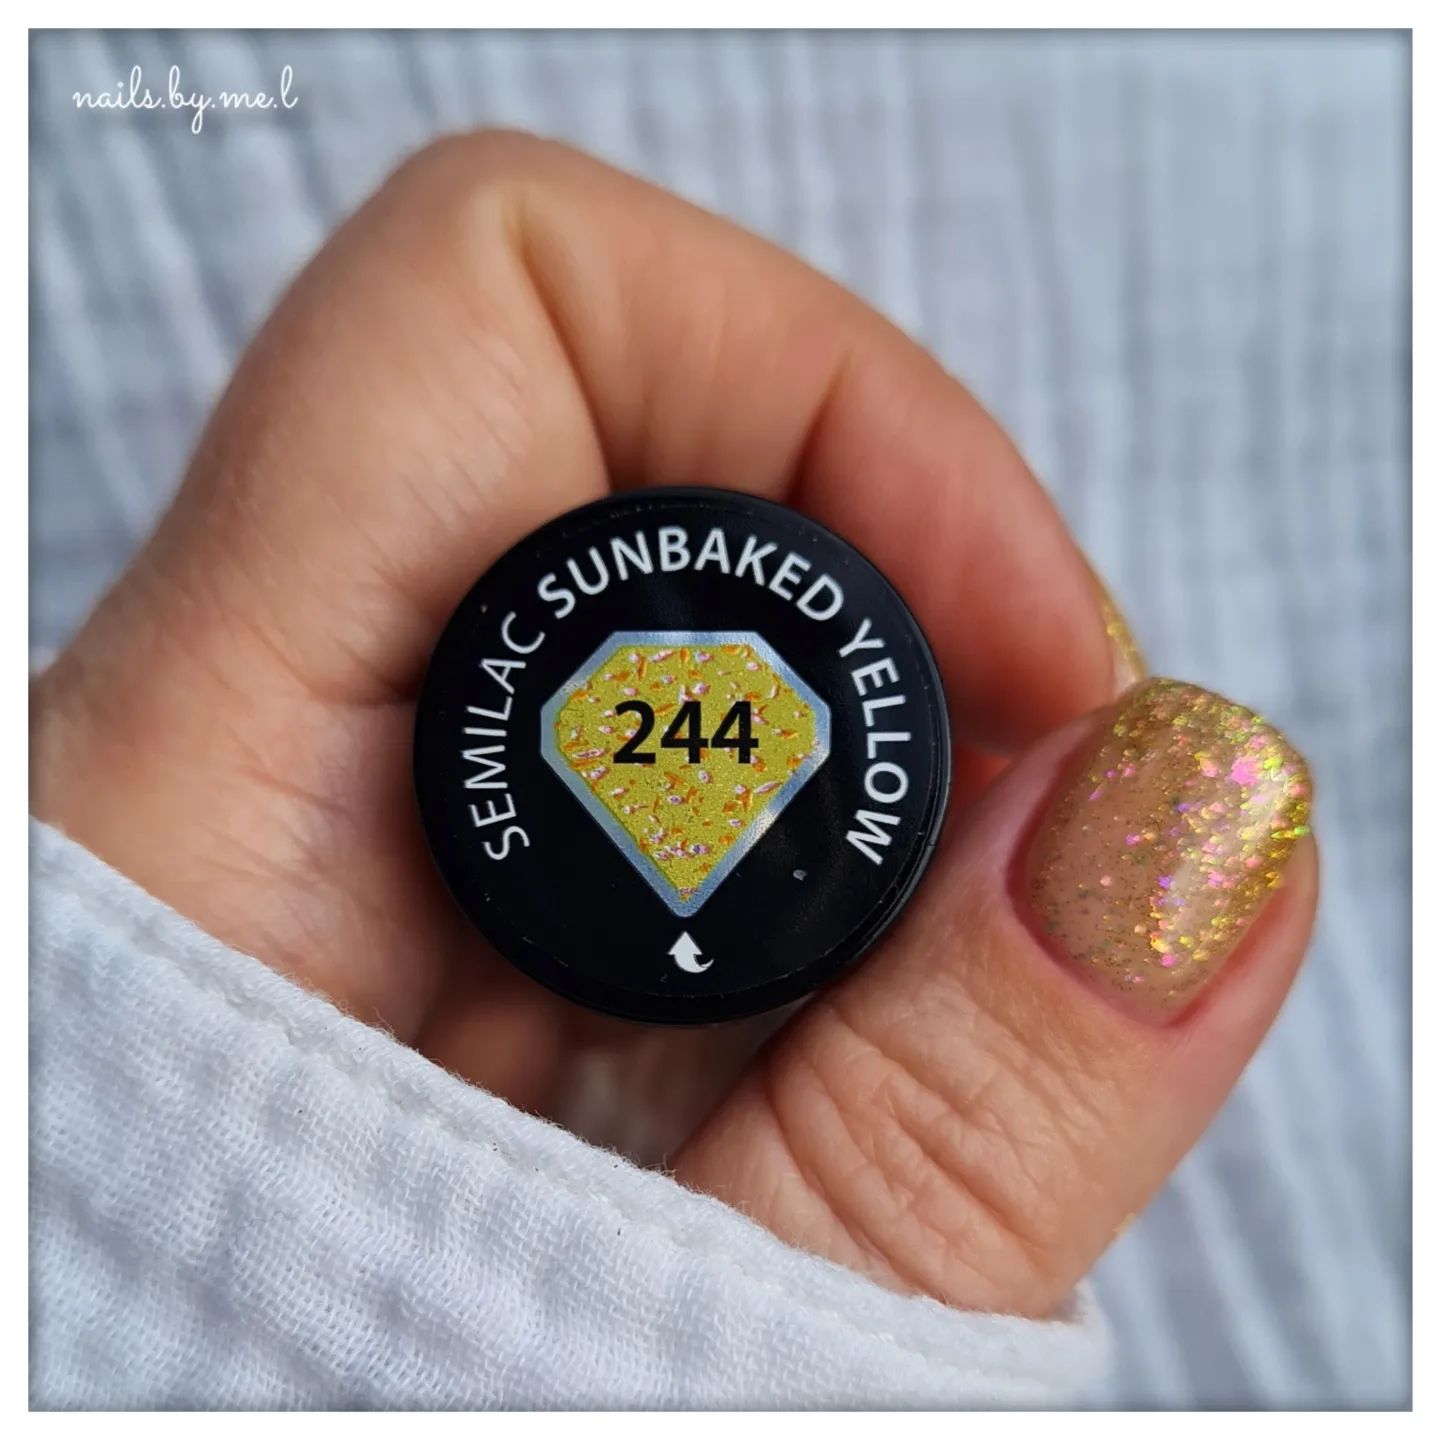 nails.by.me.l
SEMILAC SUNBAKED YELLOW
244